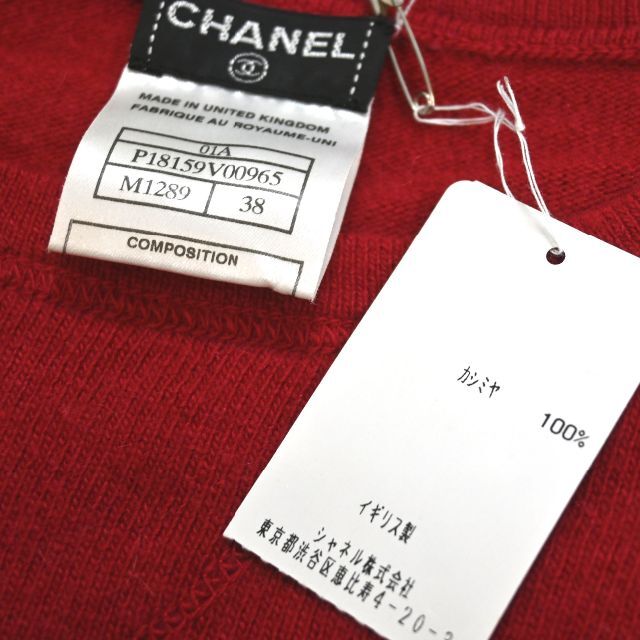 CHANEL
MADE IN UNITED KINGDOM
FABRIQUE AU ROYAUME-UNI
01A
P18159V00965
M1289 38
COMPOSITION
カシミヤ 100%
イギリス製
シャネル株式会社
東京都渋谷区恵比寿4-20-3